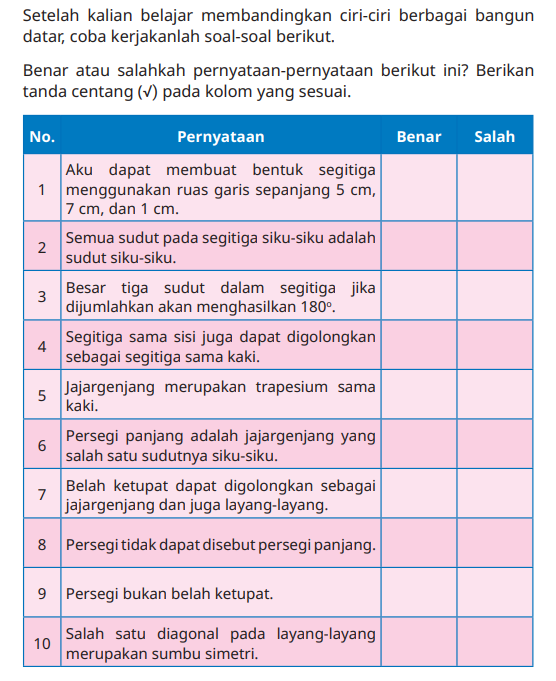 Setelah kalian belajar membandingkan ciri-ciri berbagai bangun
datar, coba kerjakanlah soal-soal berikut.
Benar atau salahkah pernyataan-pernyataan berikut ini? Berikan
tanda centang (√) pada kolom yang sesuai.
No. Pernyataan Benar Salah
1 Aku dapat membuat bentuk segitiga
menggunakan ruas garis sepanjang 5 cm,
7 cm, dan 1 cm.
2 Semua sudut pada segitiga siku-siku adalah
sudut siku-siku.
3 Besar tiga sudut dalam segitiga jika
dijumlahkan akan menghasilkan 180º.
4 Segitiga sama sisi juga dapat digolongkan
sebagai segitiga sama kaki.
5 Jajargenjang merupakan trapesium sama
kaki.
6 Persegi panjang adalah jajargenjang yang
salah satu sudutnya siku-siku.
7 Belah ketupat dapat digolongkan sebagai
jajargenjang dan juga layang-layang.
8 Persegi tidak dapat disebut persegi panjang.
9 Persegi bukan belah ketupat.
10 Salah satu diagonal pada layang-layang
merupakan sumbu simetri.